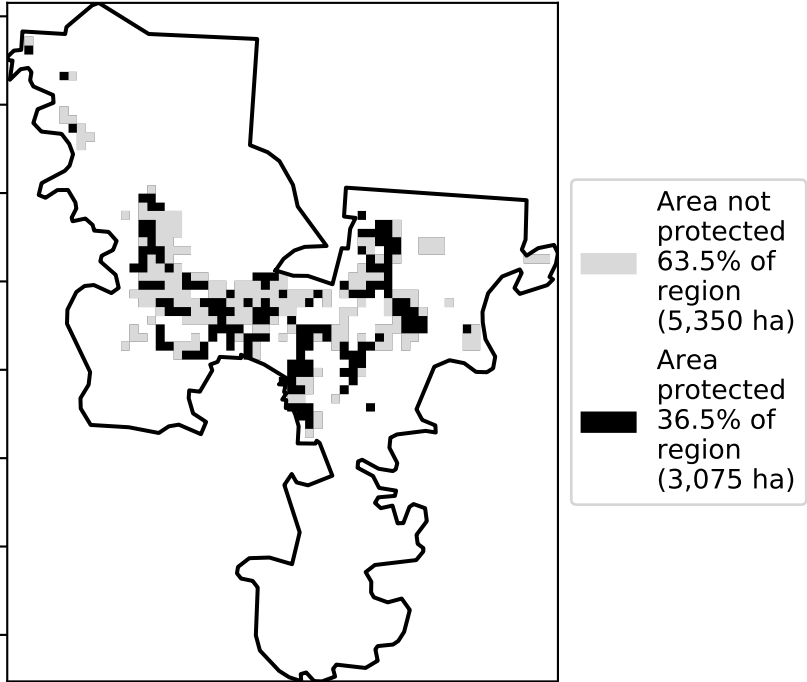 Area not
protected
63.5% of
region
(5,350 ha)
Area
protected
36.5% of
region
(3,075 ha)